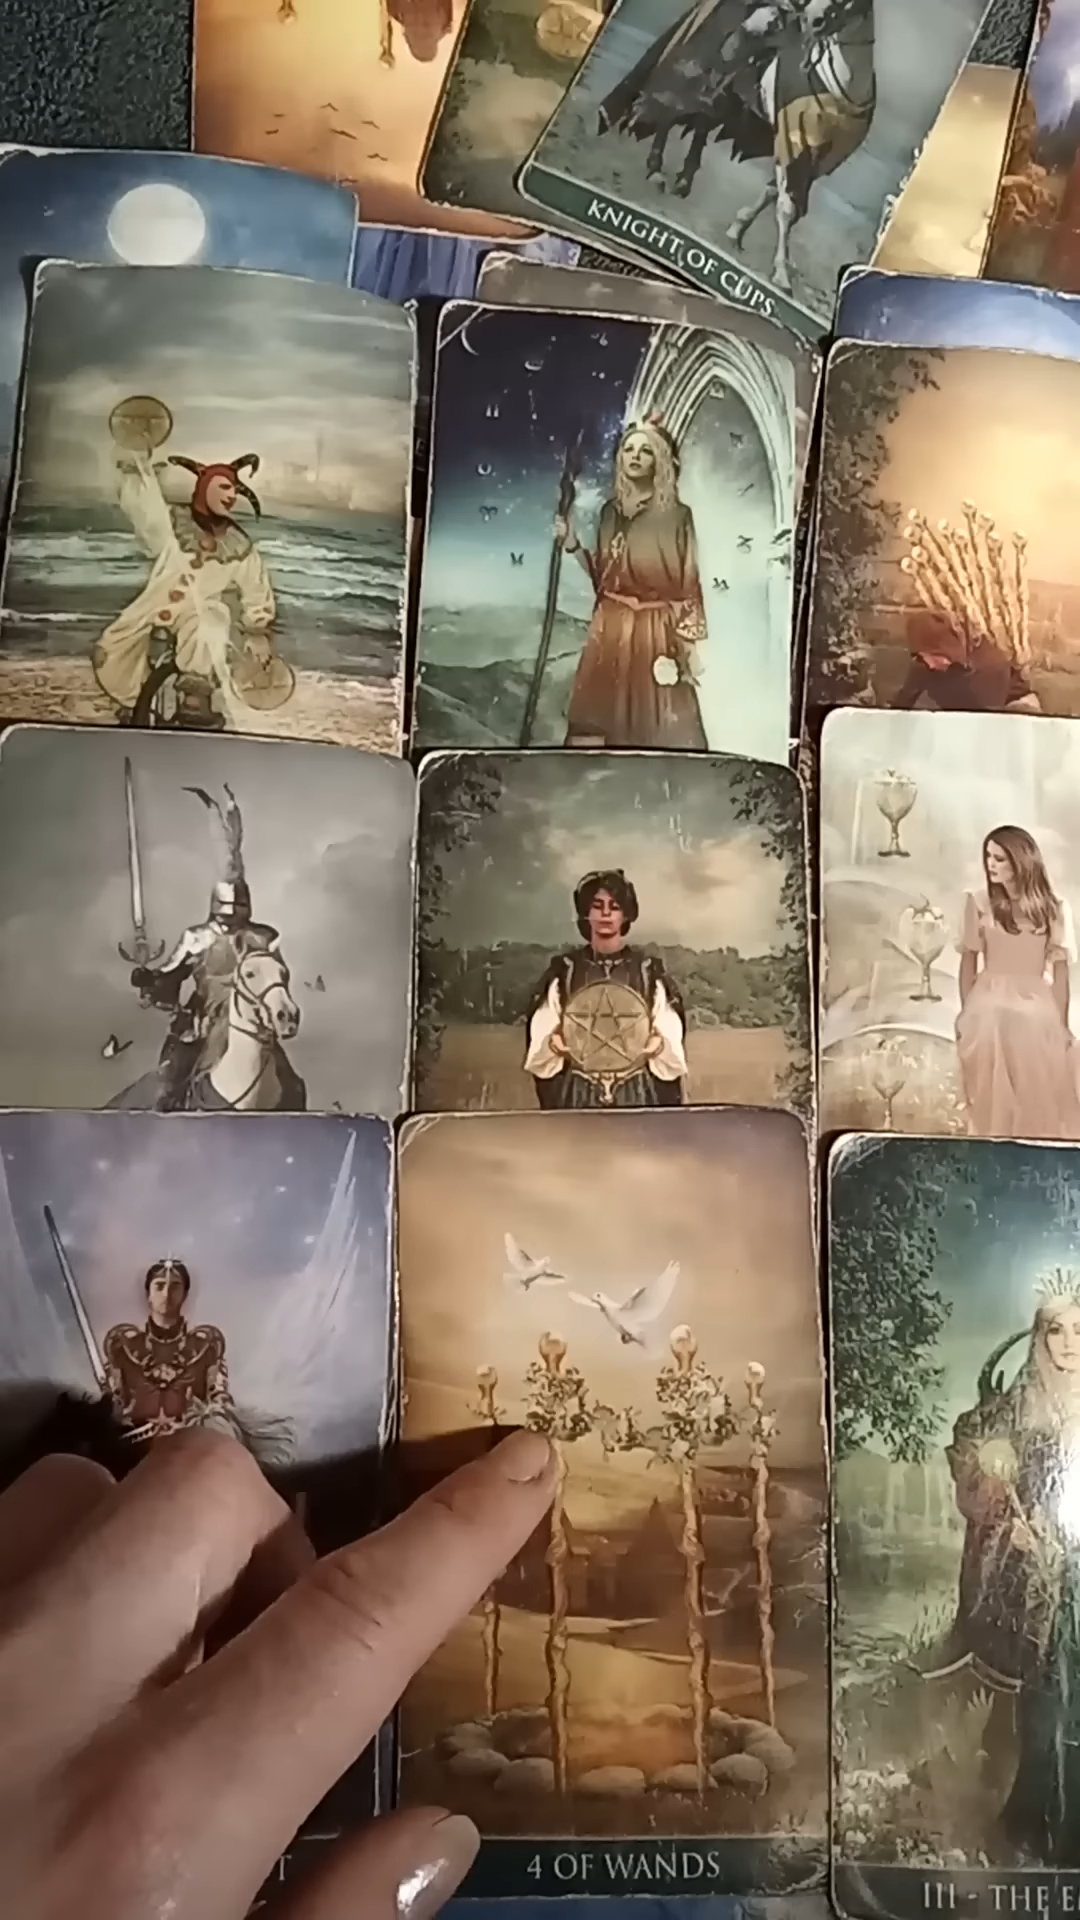 KNIGHT OF CUPS
T
4 OF WANDS
III - THE E